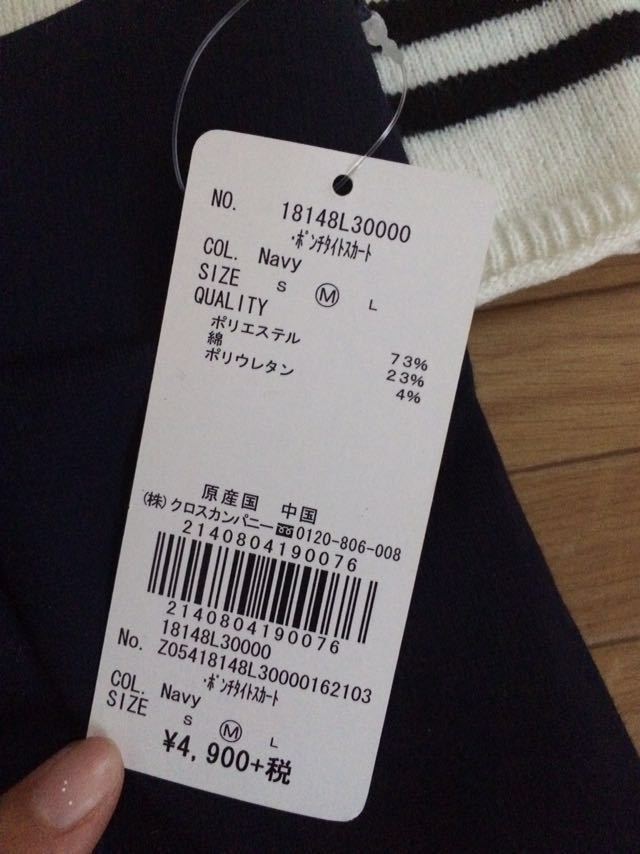 NO. 18148L30000
・ポンチタイトスカート
COL. Navy
SIZE S Ⓜ L
QUALITY
ポリエステル 73%
綿 23%
ポリウレタン 4%
原産国 中国
(株)クロスカンパニー☎0120-806-008
2140804190076
2140804190076
18148L30000
No. Z05418148L30000162103
・ポンチタイトスカート
COL. Navy
SIZE S Ⓜ L
¥4,900+税